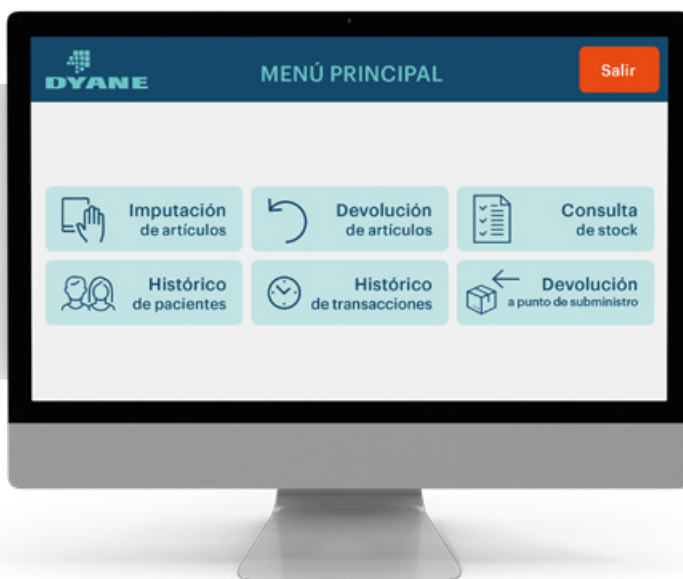 DYANE
MENÚ PRINCIPAL
Salir
Imputación
de artículos
Devolución
de artículos
Consulta
de stock
Histórico
de pacientes
Histórico
de transacciones
Devolución
a punto de subministro